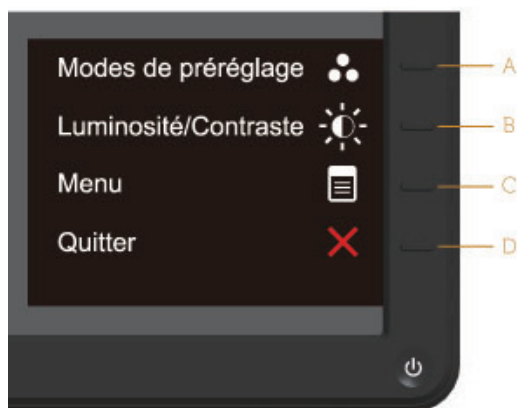 Modes de préréglage
A
Luminosité/Contraste
B
Menu
C
Quitter
D